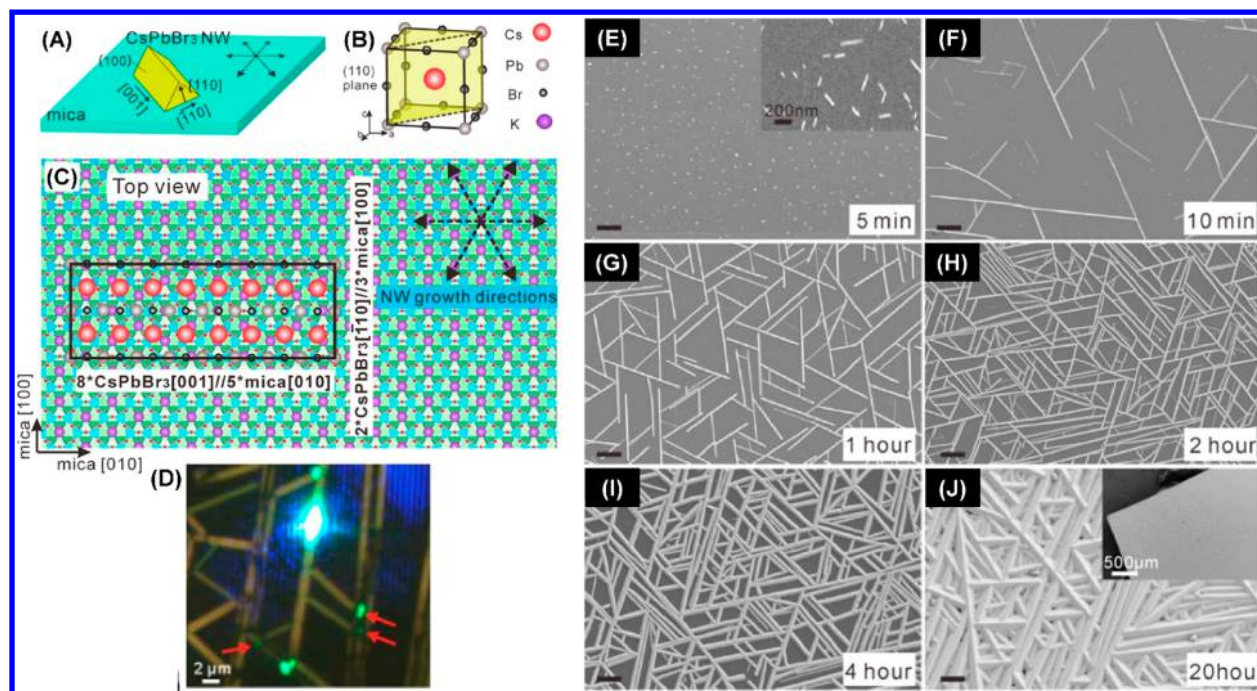 (A)
CsPbBr3 NW
(100)
[001]
[110]
[1̅10]
mica
(B)
(110)
plane
c
b
a
Cs
Pb
Br
K
(C)
Top view
2*CsPbBr3[1̅10]//3*mica[100]
NW growth directions
8*CsPbBr3[001]//5*mica[010]
mica [100]
mica [010]
(D)
2 μm
(E)
200nm
5 min
(F)
10 min
(G)
1 hour
(H)
2 hour
(I)
4 hour
(J)
500μm
20hou